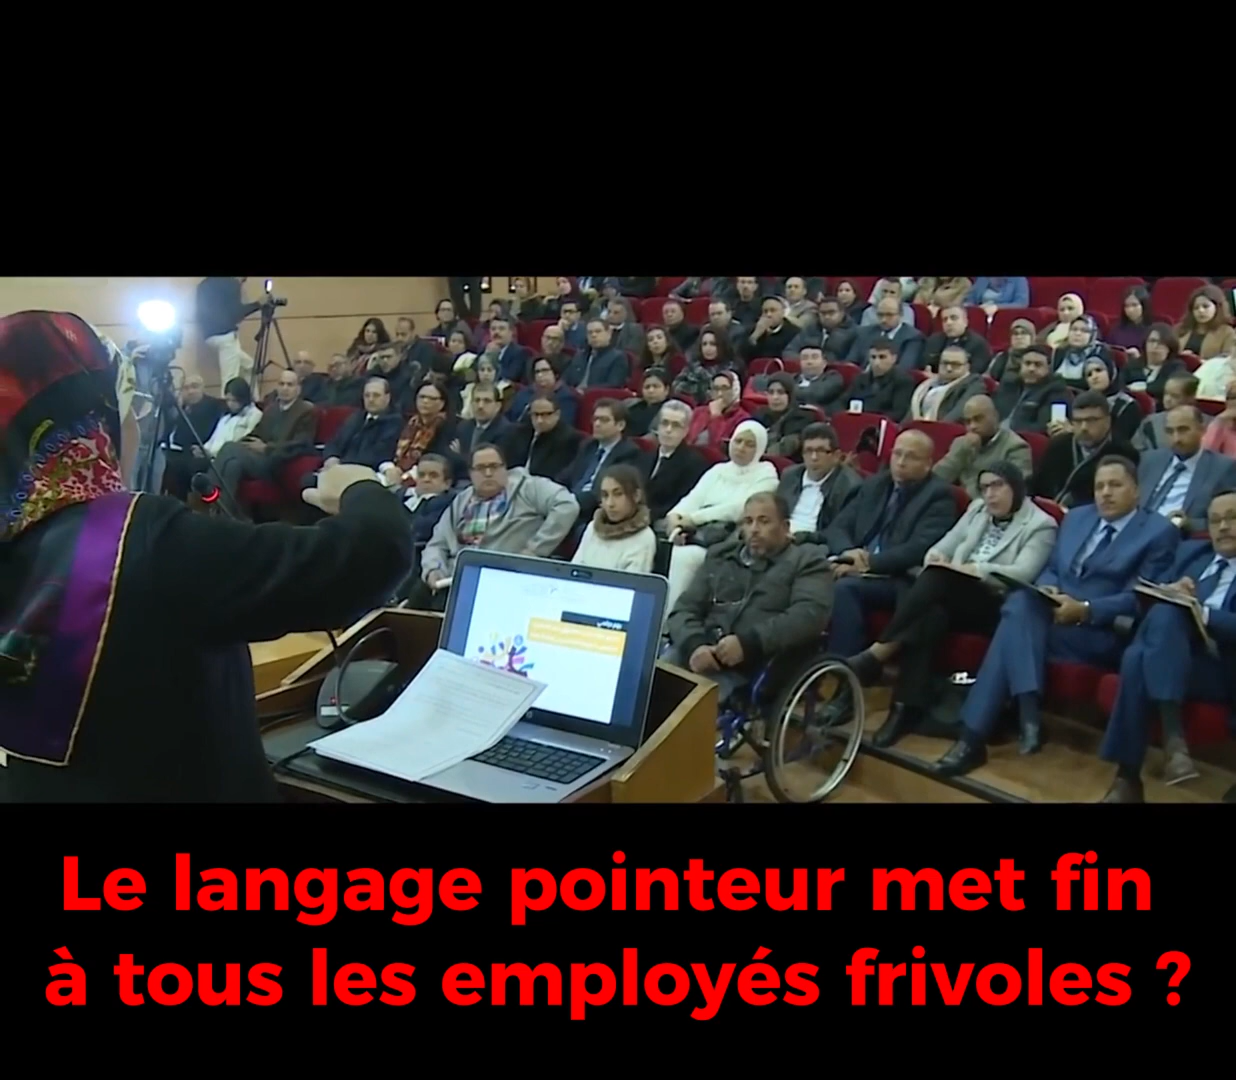 Le langage pointeur met fin
à tous les employés frivoles ?